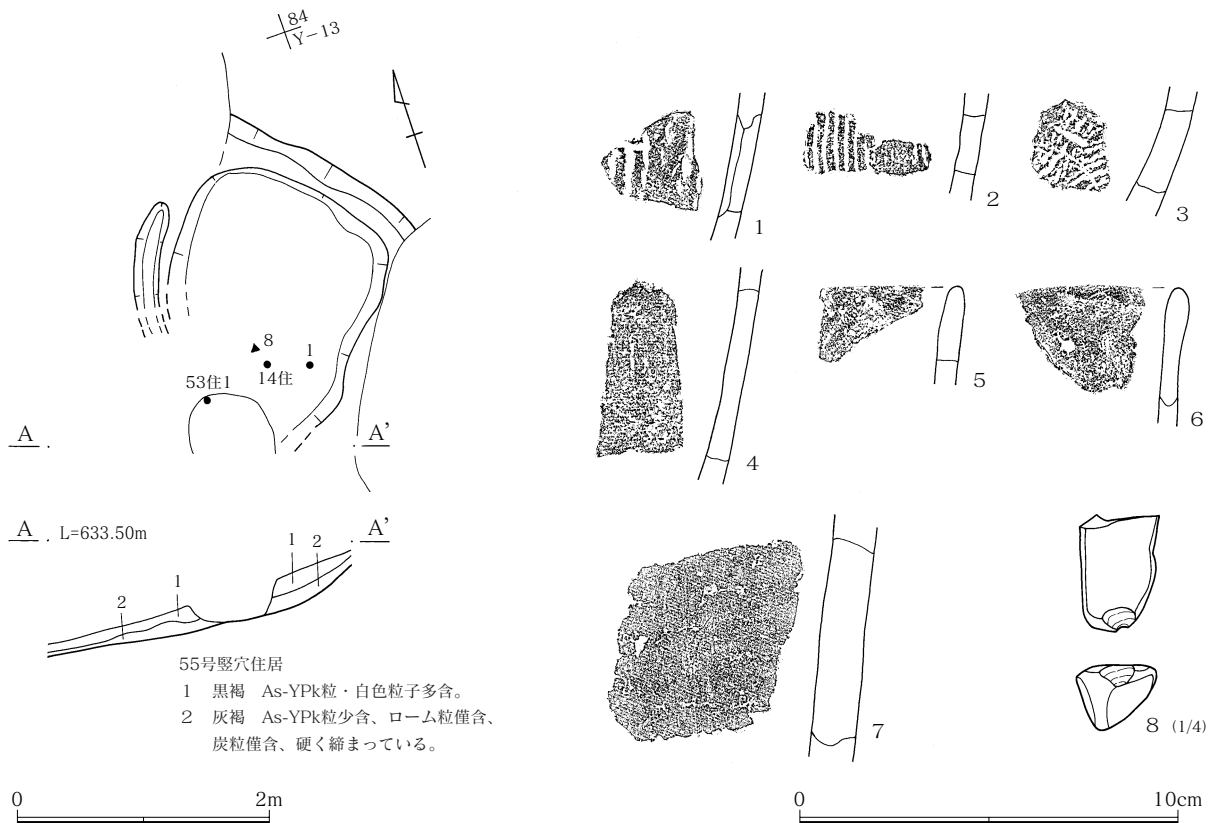 84
Y-13
8
1
14住
53住1
A
A'
A
L=633.50m
A'
1
2
1
2
55号竪穴住居
1 黒褐 As-YPk粒・白色粒子多含。
2 灰褐 As-YPk粒少含、ローム粒僅含、
炭粒僅含、硬く締まっている。
0
2m
1
2
3
4
5
6
7
8 (1/4)
0
10cm